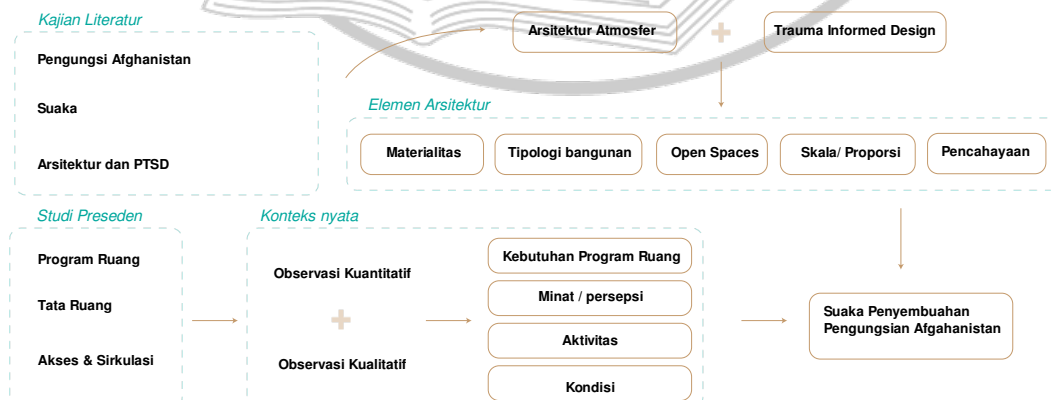 Kajian Literatur
Pengungsi Afghanistan
Suaka
Arsitektur dan PTSD
Arsitektur Atmosfer
Trauma Informed Design
Elemen Arsitektur
Materialitas
Tipologi bangunan
Open Spaces
Skala/ Proporsi
Pencahayaan
Studi Preseden
Program Ruang
Tata Ruang
Akses & Sirkulasi
Konteks nyata
Observasi Kuantitatif
Observasi Kualitatif
Kebutuhan Program Ruang
Minat / persepsi
Aktivitas
Kondisi
Suaka Penyembuhan
Pengungsian Afgahanistan